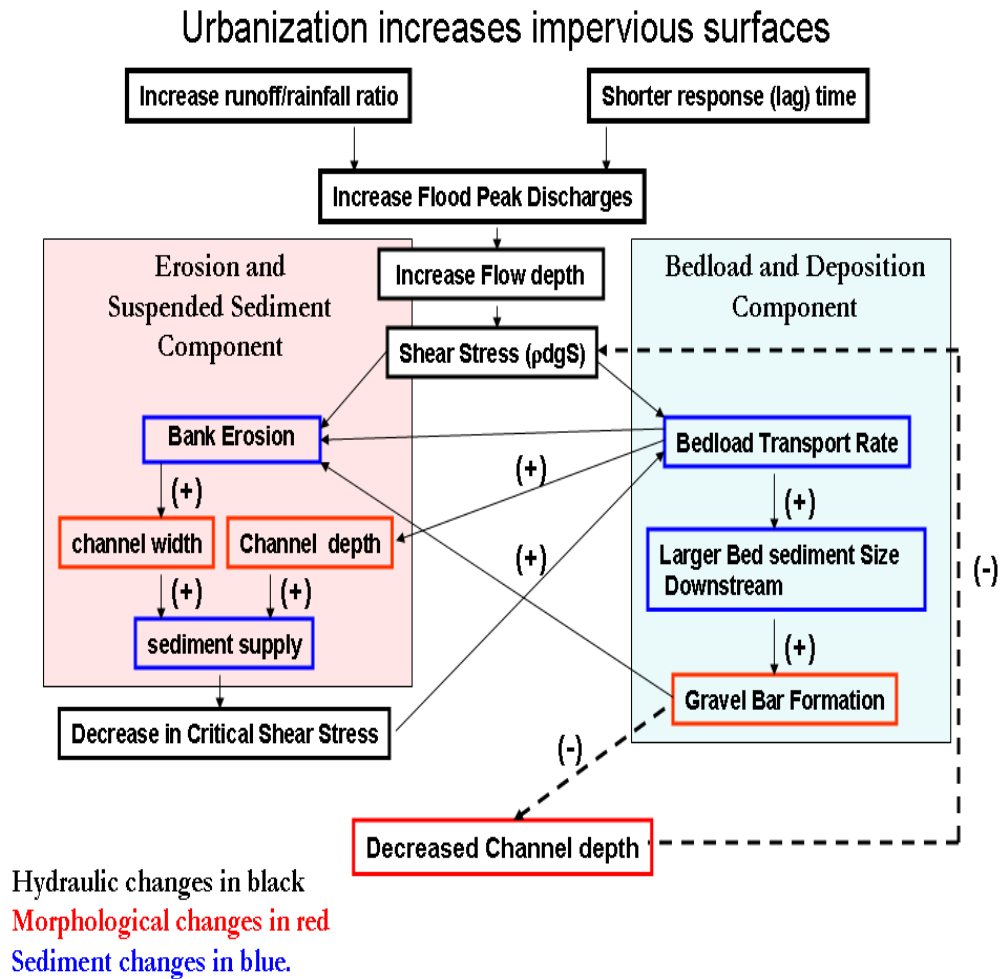 Urbanization increases impervious surfaces
Increase runoff/rainfall ratio
Shorter response (lag) time
Increase Flood Peak Discharges
Erosion and
Suspended Sediment
Component
Increase Flow depth
Bedload and Deposition
Component
Shear Stress (ρdgS)
Bank Erosion
Bedload Transport Rate
(+)
(+)
(+)
channel width
Channel depth
(+)
Larger Bed sediment Size
Downstream
(-)
(+)
(+)
sediment supply
(+)
Gravel Bar Formation
Decrease in Critical Shear Stress
(-)
Decreased Channel depth
Hydraulic changes in black
Morphological changes in red
Sediment changes in blue.